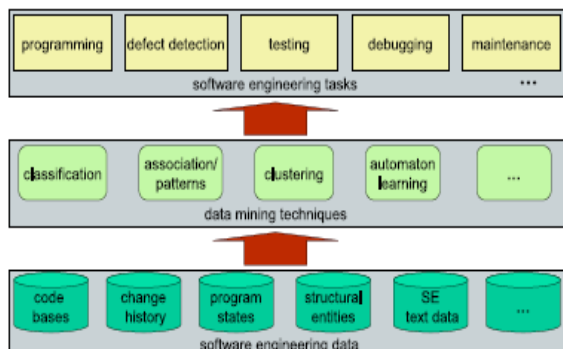 programming defect detection testing debugging maintenance
software engineering tasks ...
classification association/ patterns clustering automaton learning ...
data mining techniques
code bases change history program states structural entities SE text data ...
software engineering data